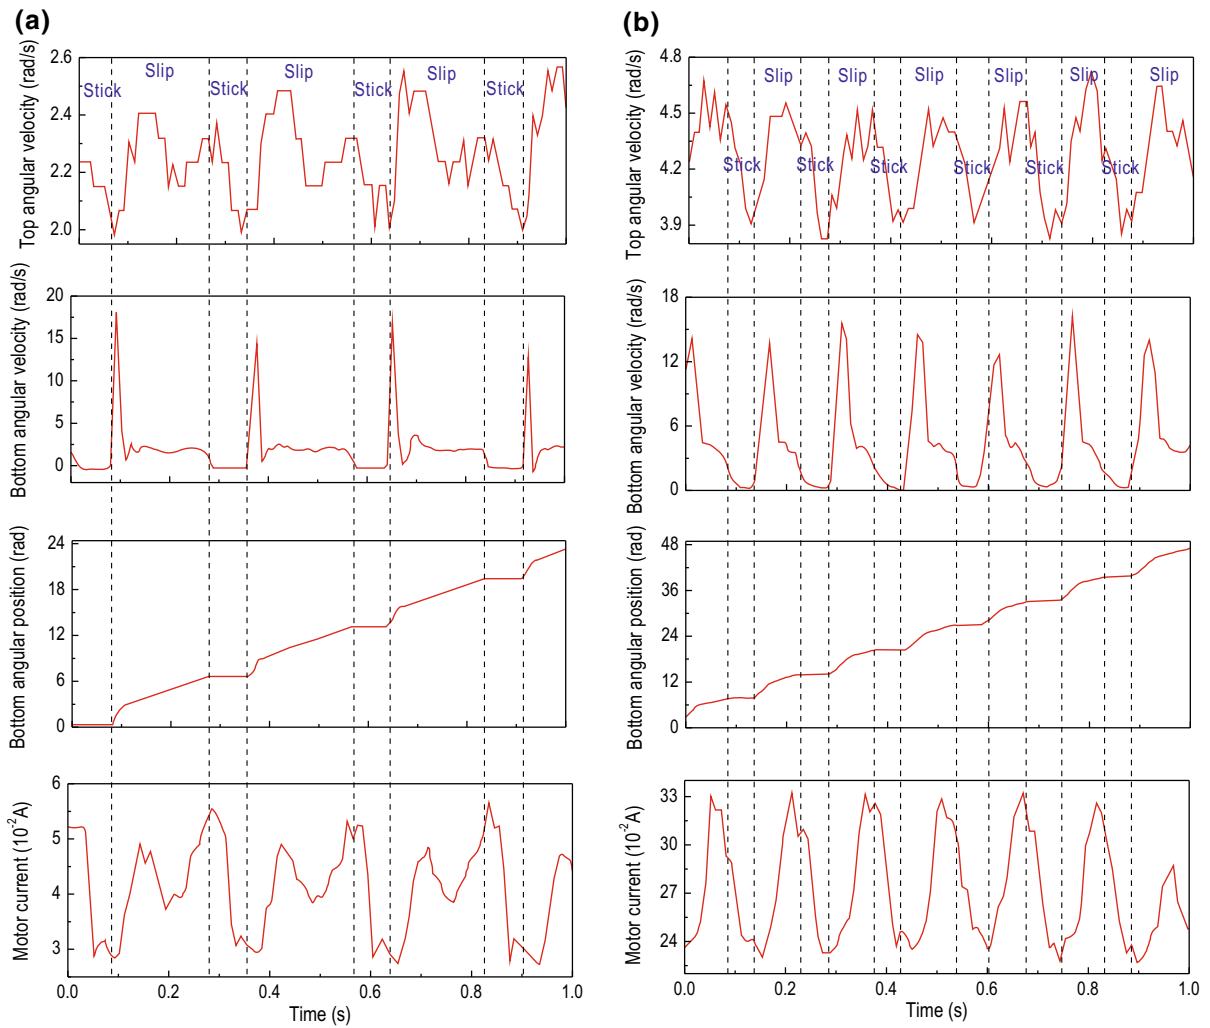 (a)
Top angular velocity (rad/s)
2.6
2.4
2.2
2.0
Stick Slip Stick Slip Stick Slip Stick
Bottom angular velocity (rad/s)
20
15
10
5
0
Bottom angular position (rad)
24
18
12
6
0
Motor current (10⁻²A)
6
5
4
3
0.0 0.2 0.4 0.6 0.8 1.0
Time (s)
(b)
Top angular velocity (rad/s)
4.8
4.5
4.2
3.9
Slip Slip Slip Slip Slip Slip
Stick Stick Stick Stick Stick Stick
Bottom angular velocity (rad/s)
18
12
6
0
Bottom angular position (rad)
48
36
24
12
0
Motor current (10⁻²A)
33
30
27
24
0.0 0.2 0.4 0.6 0.8 1.0
Time (s)